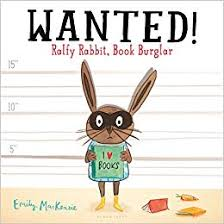 WANTED!
Ralfy Rabbit, Book Burglar
15"
10"
5"
I ♥
BOOKS
Emily MacKenzie